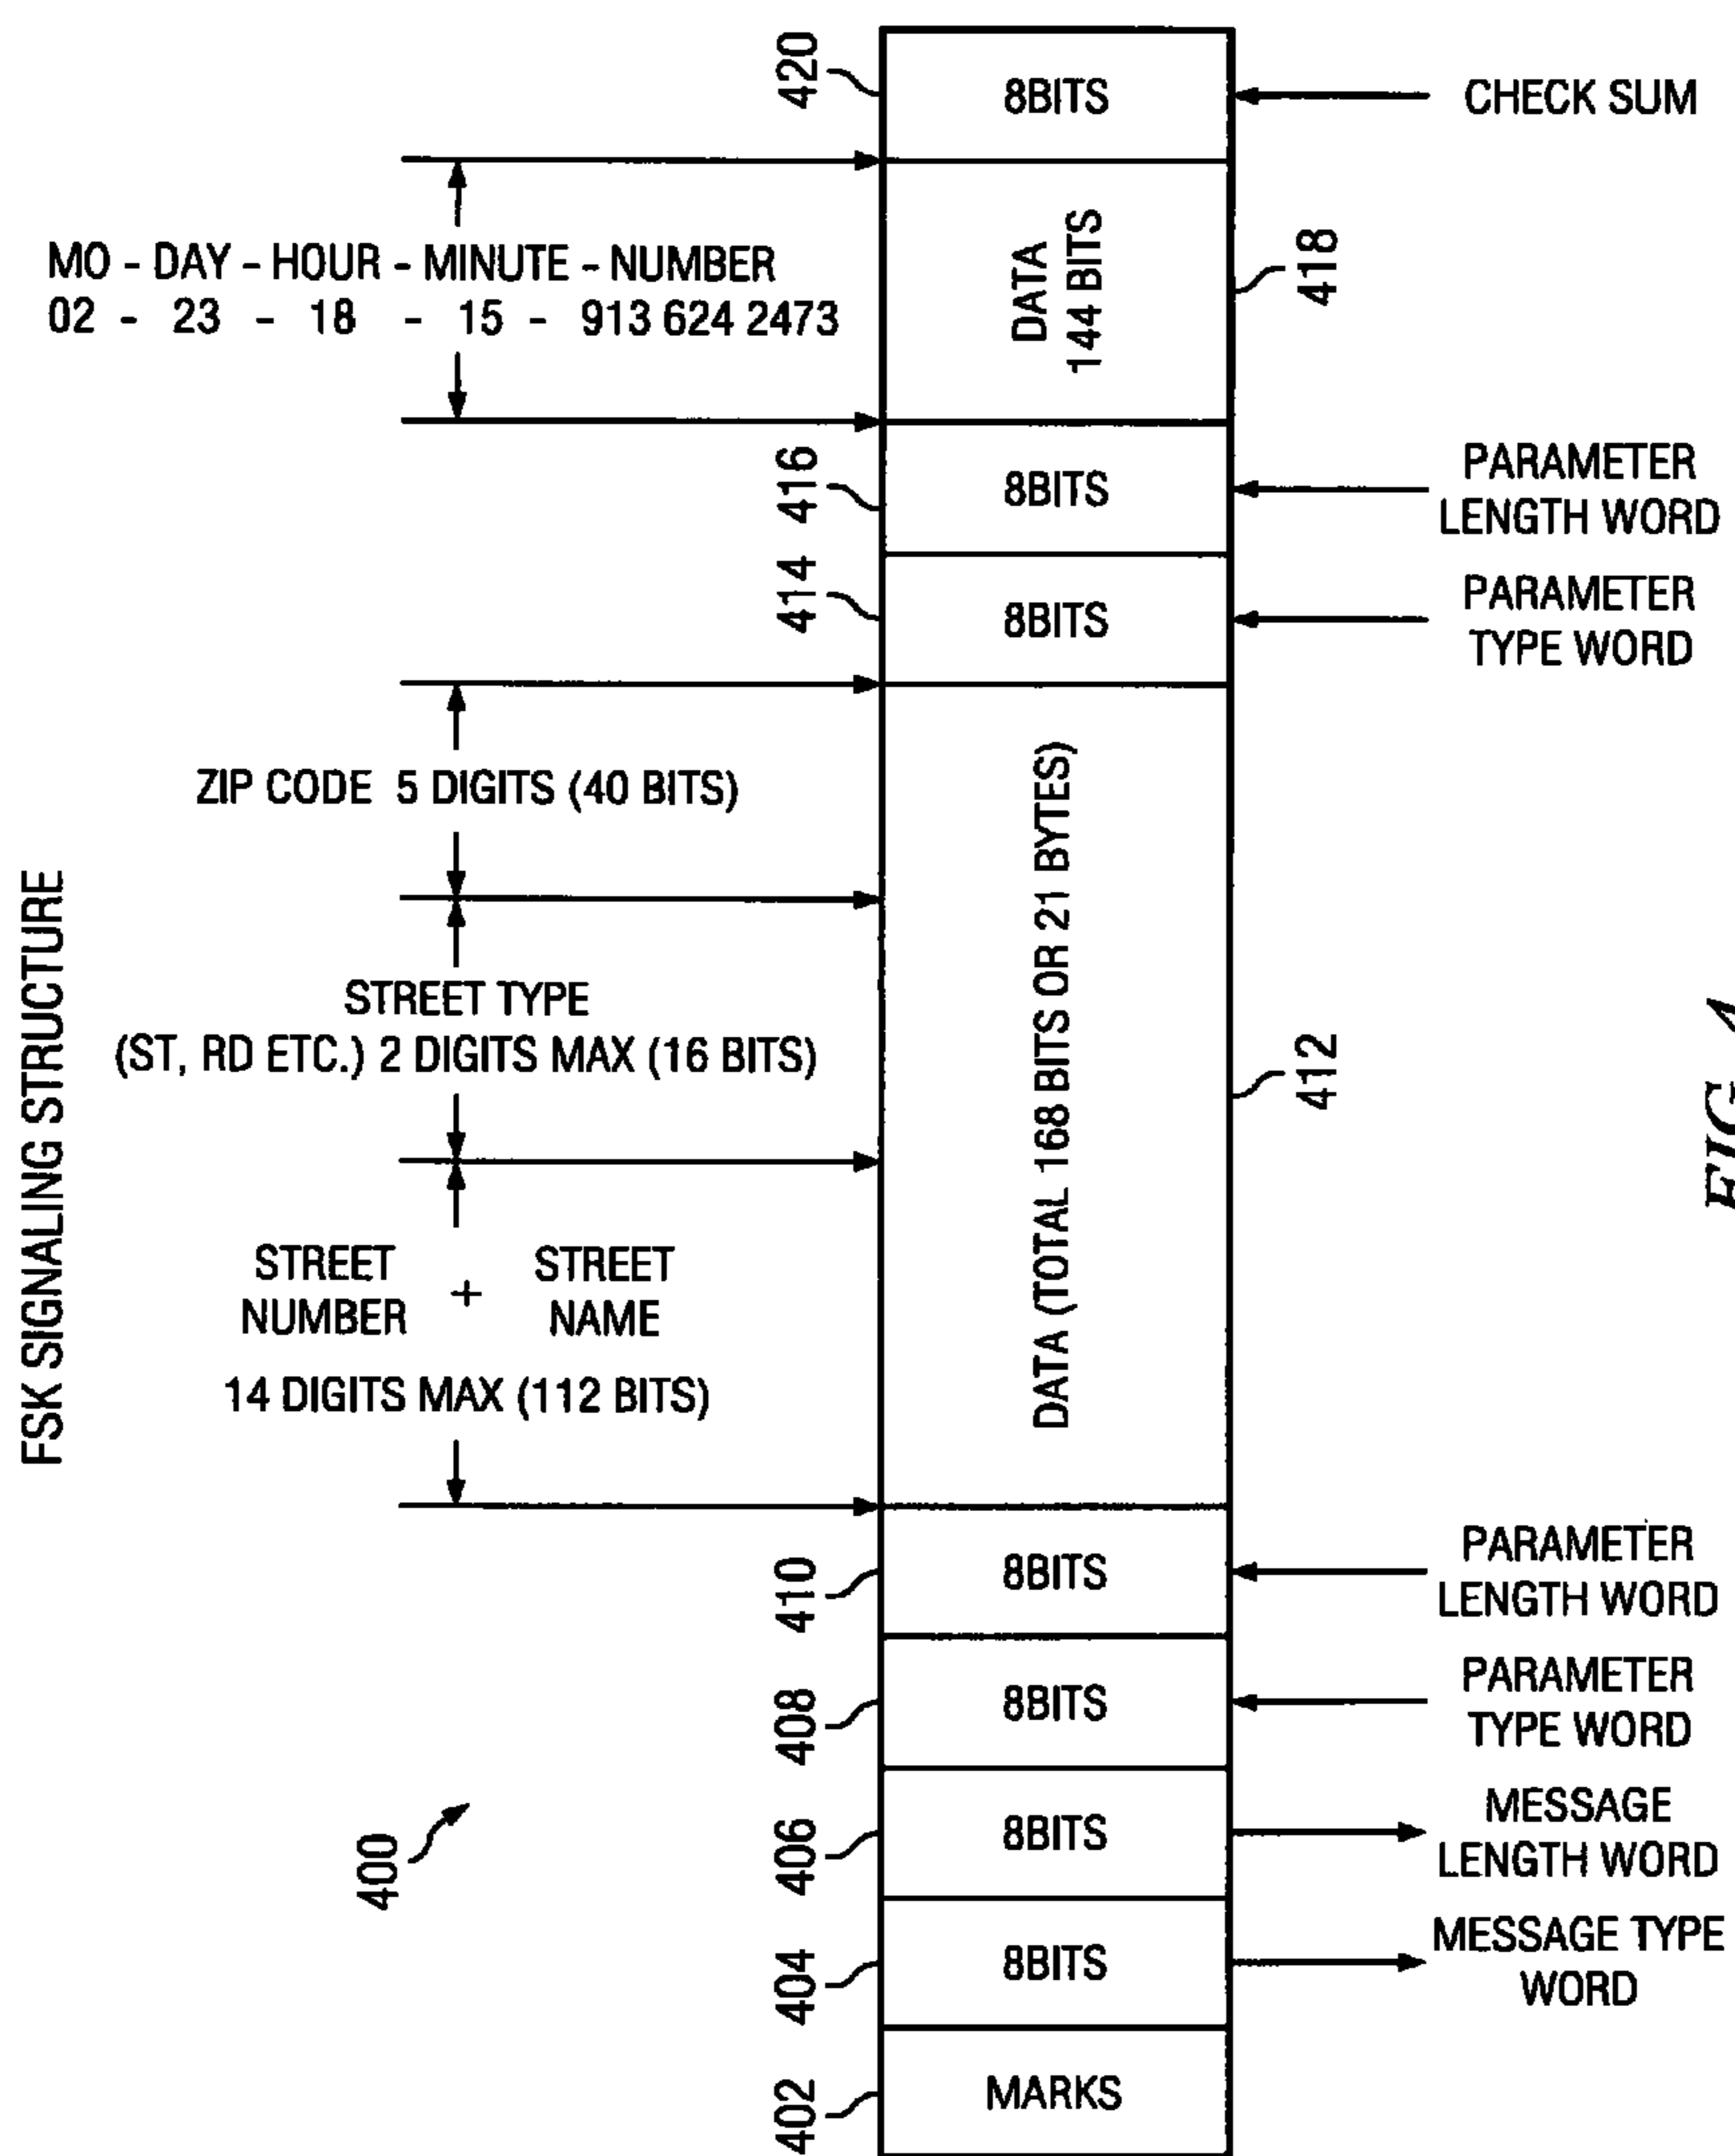 FSK SIGNALING STRUCTURE
400
420
8BITS
CHECK SUM
MO - DAY - HOUR - MINUTE - NUMBER
02 - 23 - 18 - 15 - 913 624 2473
DATA
144 BITS
418
416
8BITS
PARAMETER
LENGTH WORD
414
8BITS
PARAMETER
TYPE WORD
ZIP CODE 5 DIGITS (40 BITS)
STREET TYPE
(ST, RD ETC.) 2 DIGITS MAX (16 BITS)
STREET
NUMBER
+
STREET
NAME
14 DIGITS MAX (112 BITS)
DATA (TOTAL 168 BITS OR 21 BYTES)
412
410
8BITS
PARAMETER
LENGTH WORD
408
8BITS
PARAMETER
TYPE WORD
406
8BITS
MESSAGE
LENGTH WORD
404
8BITS
MESSAGE TYPE
WORD
402
MARKS
FIG. 4